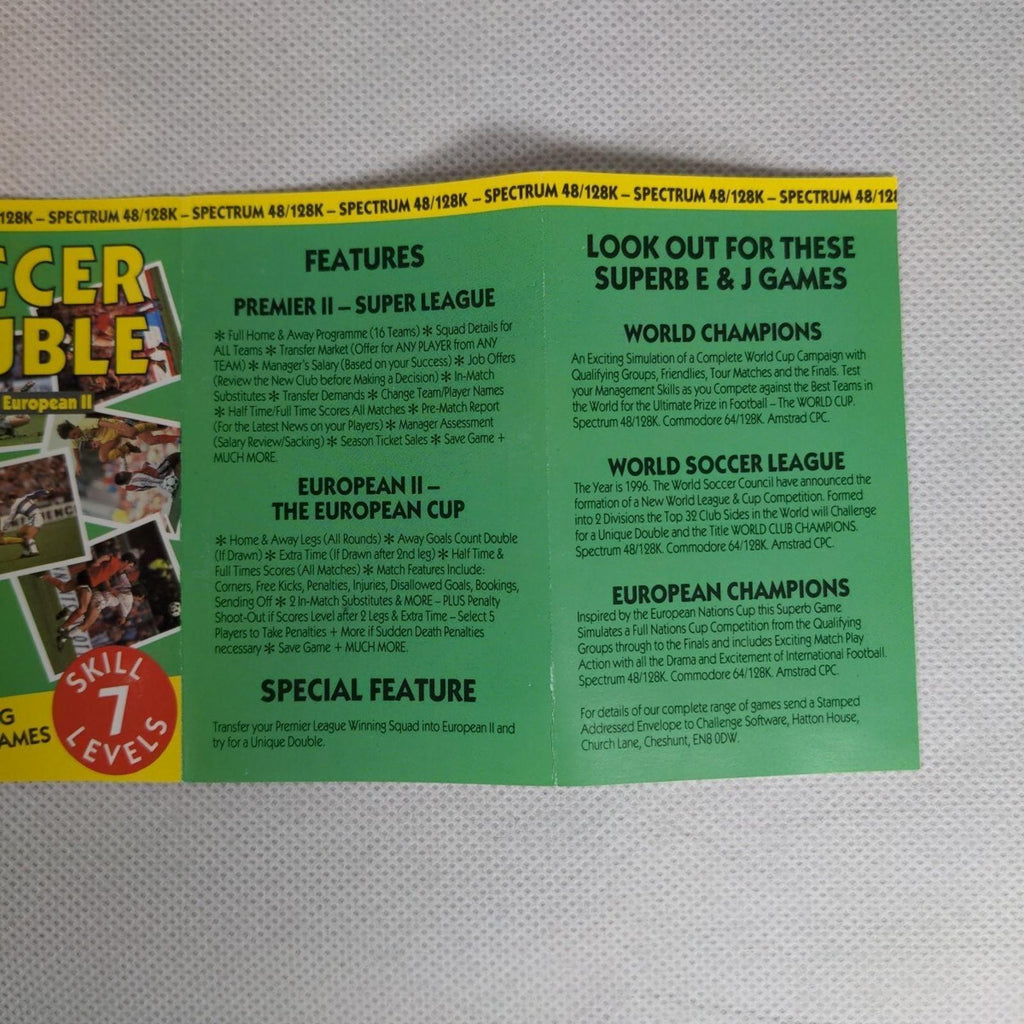 128K – SPECTRUM 48/128K – SPECTRUM 48/128K – SPECTRUM 48/128K – SPECTRUM 48/128K – SPECTRUM 48/128K – SPECTRUM 48/128
CCER
UBLE
European II
SKILL
7
LEVELS
G
AMES
FEATURES
PREMIER II – SUPER LEAGUE
* Full Home & Away Programme (16 Teams) * Squad Details for
ALL Teams * Transfer Market (Offer for ANY PLAYER from ANY
TEAM) * Manager's Salary (Based on your Success) * Job Offers
(Review the New Club before Making a Decision) * In-Match
Substitutes * Transfer Demands * Change Team/Player Names
* Half Time/Full Time Scores All Matches * Pre-Match Report
(For the Latest News on your Players) * Manager Assessment
(Salary Review/Sacking) * Season Ticket Sales * Save Game +
MUCH MORE.
EUROPEAN II –
THE EUROPEAN CUP
* Home & Away Legs (All Rounds) * Away Goals Count Double
(If Drawn) * Extra Time (If Drawn after 2nd leg) * Half Time &
Full Times Scores (All Matches) * Match Features Include:
Corners, Free Kicks, Penalties, Injuries, Disallowed Goals, Bookings,
Sending Off * 2 In-Match Substitutes & MORE – PLUS Penalty
Shoot-Out if Scores Level after 2 Legs & Extra Time – Select 5
Players to Take Penalties + More if Sudden Death Penalties
necessary * Save Game + MUCH MORE.
SPECIAL FEATURE
Transfer your Premier League Winning Squad into European II and
try for a Unique Double.
LOOK OUT FOR THESE
SUPERB E & J GAMES
WORLD CHAMPIONS
An Exciting Simulation of a Complete World Cup Campaign with
Qualifying Groups, Friendlies, Tour Matches and the Finals. Test
your Management Skills as you Compete against the Best Teams in
the World for the Ultimate Prize in Football – The WORLD CUP.
Spectrum 48/128K. Commodore 64/128K. Amstrad CPC.
WORLD SOCCER LEAGUE
The Year is 1996. The World Soccer Council have announced the
formation of a New World League & Cup Competition. Formed
into 2 Divisions the Top 32 Club Sides in the World will Challenge
for a Unique Double and the Title WORLD CLUB CHAMPIONS.
Spectrum 48/128K. Commodore 64/128K. Amstrad CPC.
EUROPEAN CHAMPIONS
Inspired by the European Nations Cup this Superb Game
Simulates a Full Nations Cup Competition from the Qualifying
Groups through to the Finals and includes Exciting Match Play
Action with all the Drama and Excitement of International Football.
Spectrum 48/128K. Commodore 64/128K. Amstrad CPC.
For details of our complete range of games send a Stamped
Addressed Envelope to Challenge Software, Hatton House,
Church Lane, Cheshunt, EN8 0DW.